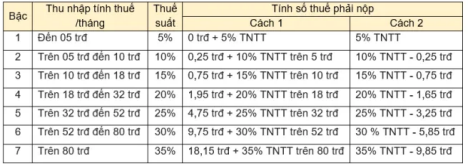 Bậc Thu nhập tính thuế /tháng Thuế suất Tính số thuế phải nộp
Cách 1 Cách 2
1 Đến 05 trđ 5% 0 trđ + 5% TNTT 5% TNTT
2 Trên 05 trđ đến 10 trđ 10% 0,25 trđ + 10% TNTT trên 5 trđ 10% TNTT - 0,25 trđ
3 Trên 10 trđ đến 18 trđ 15% 0,75 trđ + 15% TNTT trên 10 trđ 15% TNTT - 0,75 trđ
4 Trên 18 trđ đến 32 trđ 20% 1,95 trđ + 20% TNTT trên 18 trđ 20% TNTT - 1,65 trđ
5 Trên 32 trđ đến 52 trđ 25% 4,75 trđ + 25% TNTT trên 32 trđ 25% TNTT - 3,25 trđ
6 Trên 52 trđ đến 80 trđ 30% 9,75 trđ + 30% TNTT trên 52 trđ 30 % TNTT - 5,85 trđ
7 Trên 80 trđ 35% 18,15 trđ + 35% TNTT trên 80 trđ 35% TNTT - 9,85 trđ